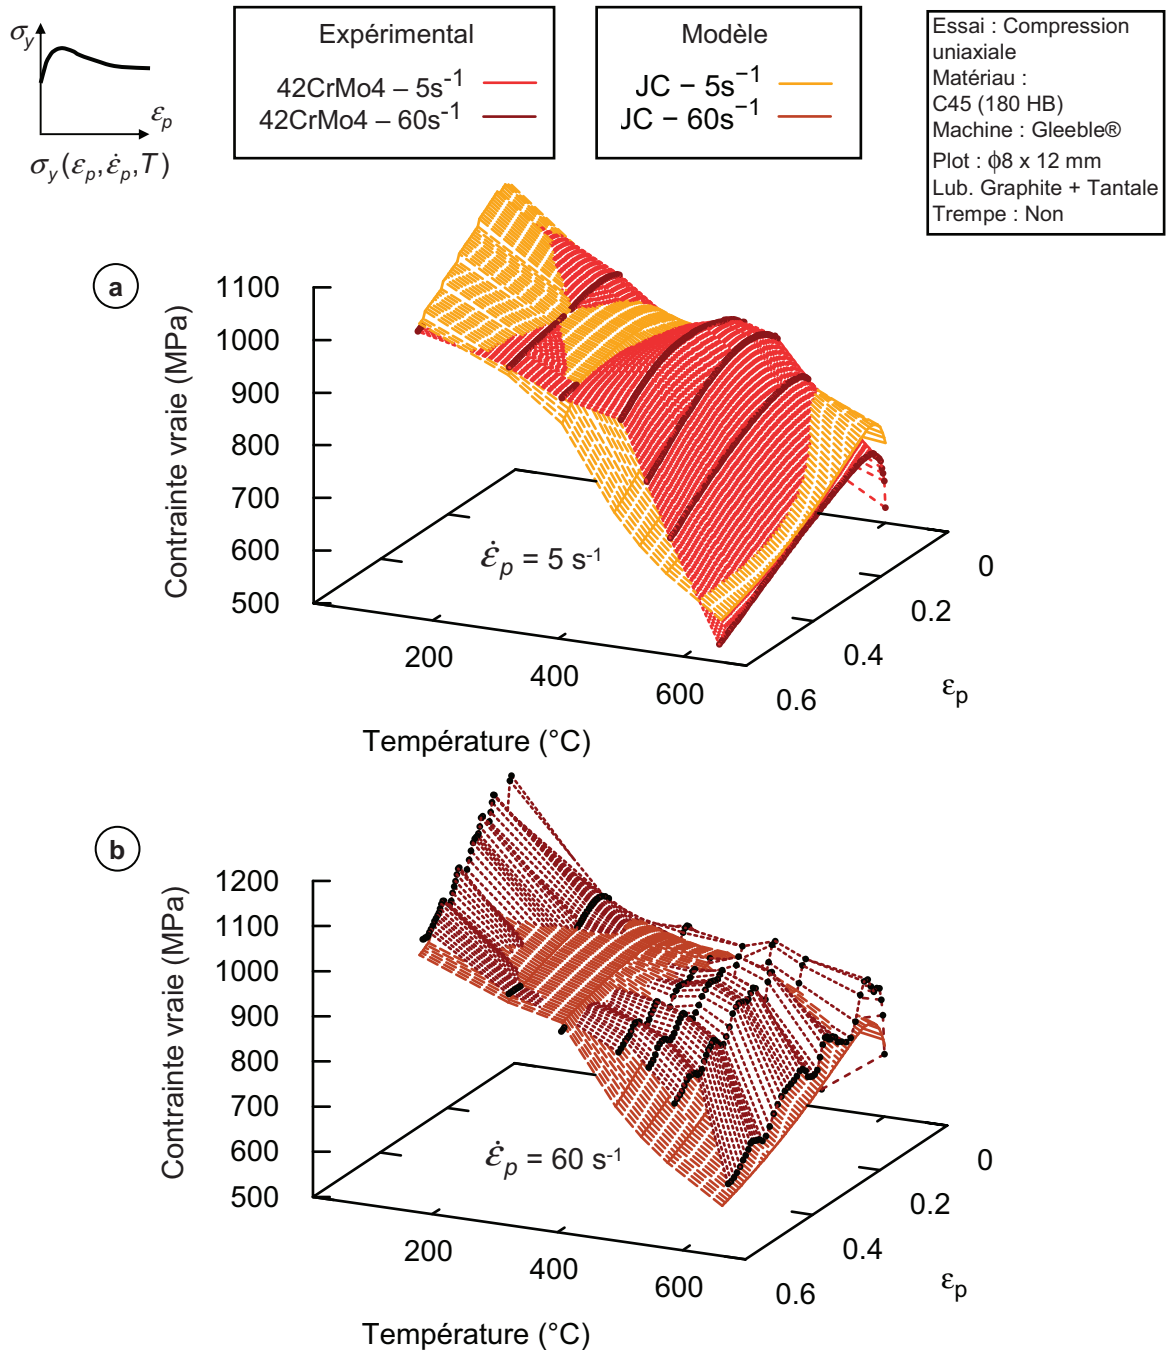 σy
εp
σy(εp, ε̇p, T)
Expérimental
42CrMo4 – 5s⁻¹
42CrMo4 – 60s⁻¹
Modèle
JC − 5s⁻¹
JC − 60s⁻¹
Essai : Compression
uniaxiale
Matériau :
C45 (180 HB)
Machine : Gleeble®
Plot : ϕ8 x 12 mm
Lub. Graphite + Tantale
Trempe : Non
a
Contrainte vraie (MPa)
1100
1000
900
800
700
600
500
ε̇p = 5 s⁻¹
200
400
600
0
0.2
0.4
0.6
εp
Température (°C)
b
Contrainte vraie (MPa)
1200
1100
1000
900
800
700
600
500
ε̇p = 60 s⁻¹
200
400
600
0
0.2
0.4
0.6
εp
Température (°C)